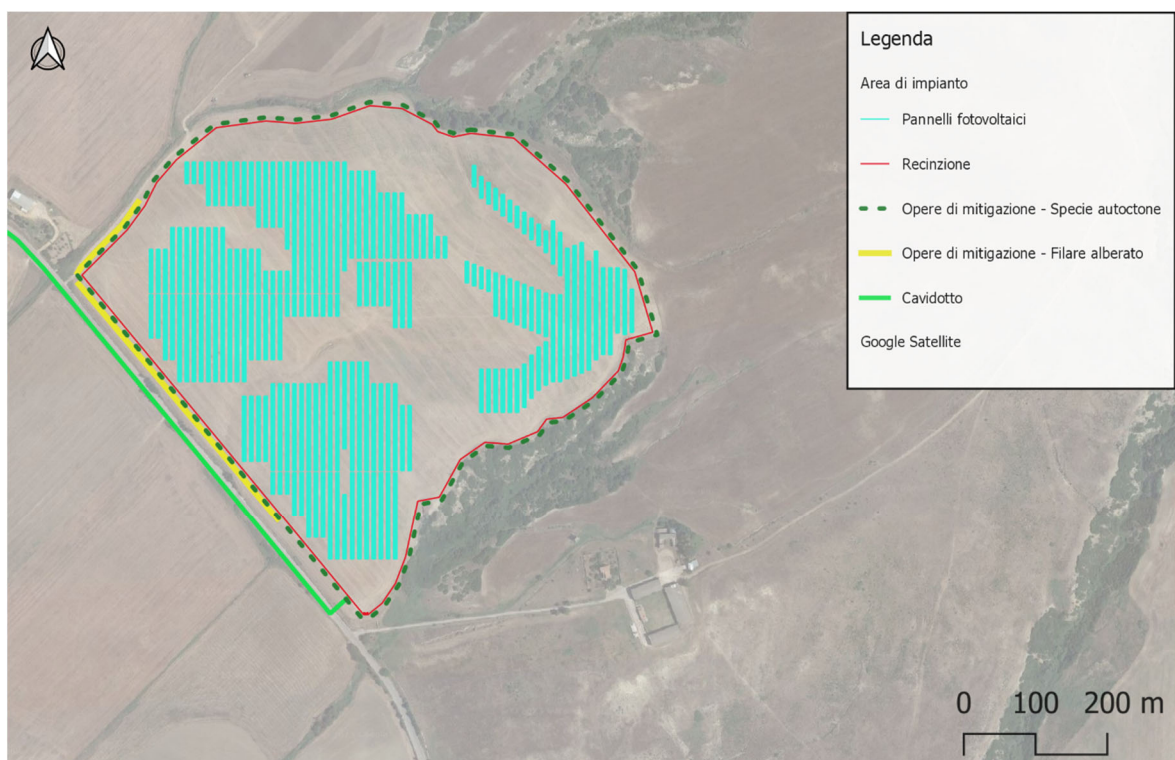 Legenda
Area di impianto
Pannelli fotovoltaici
Recinzione
Opere di mitigazione - Specie autoctone
Opere di mitigazione - Filare alberato
Cavidotto
Google Satellite
0 100 200 m